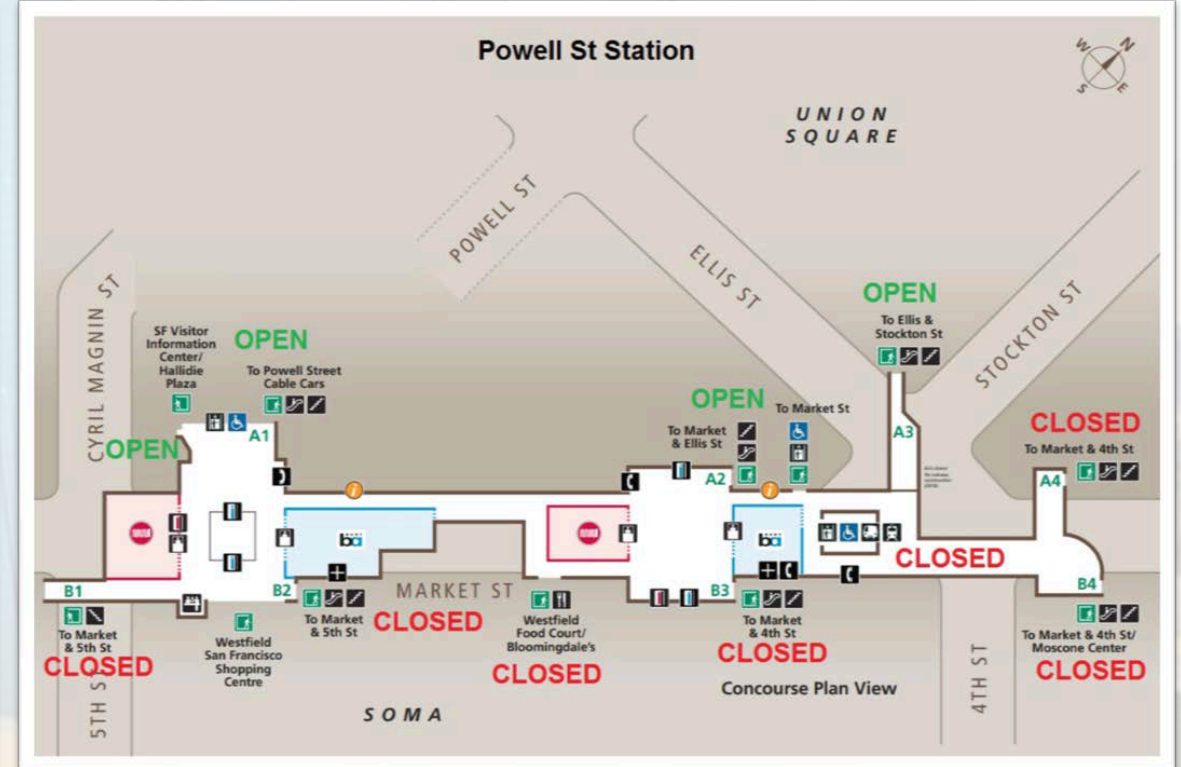 Powell St Station
W
N
S
E
UNION
SQUARE
POWELL ST
ELLIS ST
STOCKTON ST
CYRIL MAGNIN ST
SF Visitor
Information
Center/
Hallidie
Plaza
OPEN
To Powell Street
Cable Cars
OPEN
A1
OPEN
To Market
& Ellis St
To Market St
A2
OPEN
To Ellis &
Stockton St
A3
CLOSED
To Market & 4th St
A4
CLOSED
ba
ba
B1
To Market
& 5th St
CLOSED
5TH ST
Westfield
San Francisco
Shopping
Centre
B2
To Market
& 5th St
CLOSED
MARKET ST
Westfield
Food Court/
Bloomingdale's
CLOSED
B3
To Market
& 4th St
CLOSED
B4
To Market & 4th St/
Moscone Center
CLOSED
4TH ST
Concourse Plan View
SOMA